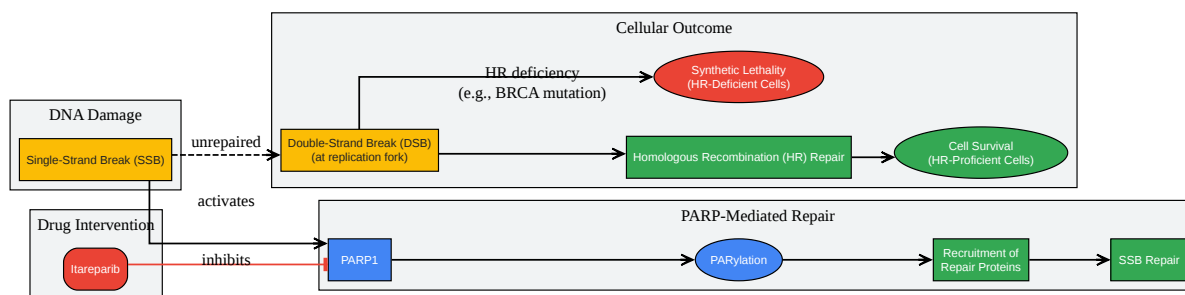 Cellular Outcome
HR deficiency
(e.g., BRCA mutation)
Synthetic Lethality
(HR-Deficient Cells)
DNA Damage
Single-Strand Break (SSB)
unrepaired
Double-Strand Break (DSB)
(at replication fork)
Homologous Recombination (HR) Repair
Cell Survival
(HR-Proficient Cells)
activates
Drug Intervention
Itareparib
inhibits
PARP-Mediated Repair
PARP1
PARylation
Recruitment of
Repair Proteins
SSB Repair